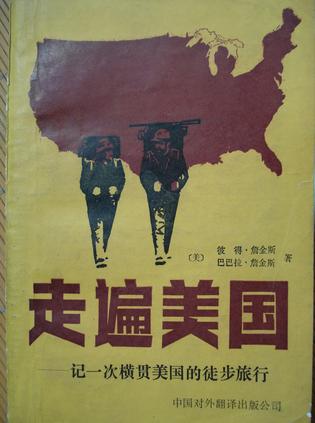 〔美〕
彼 得·詹金斯
巴巴拉·詹金斯
著
走遍美国
——记一次横贯美国的徒步旅行
中国对外翻译出版公司